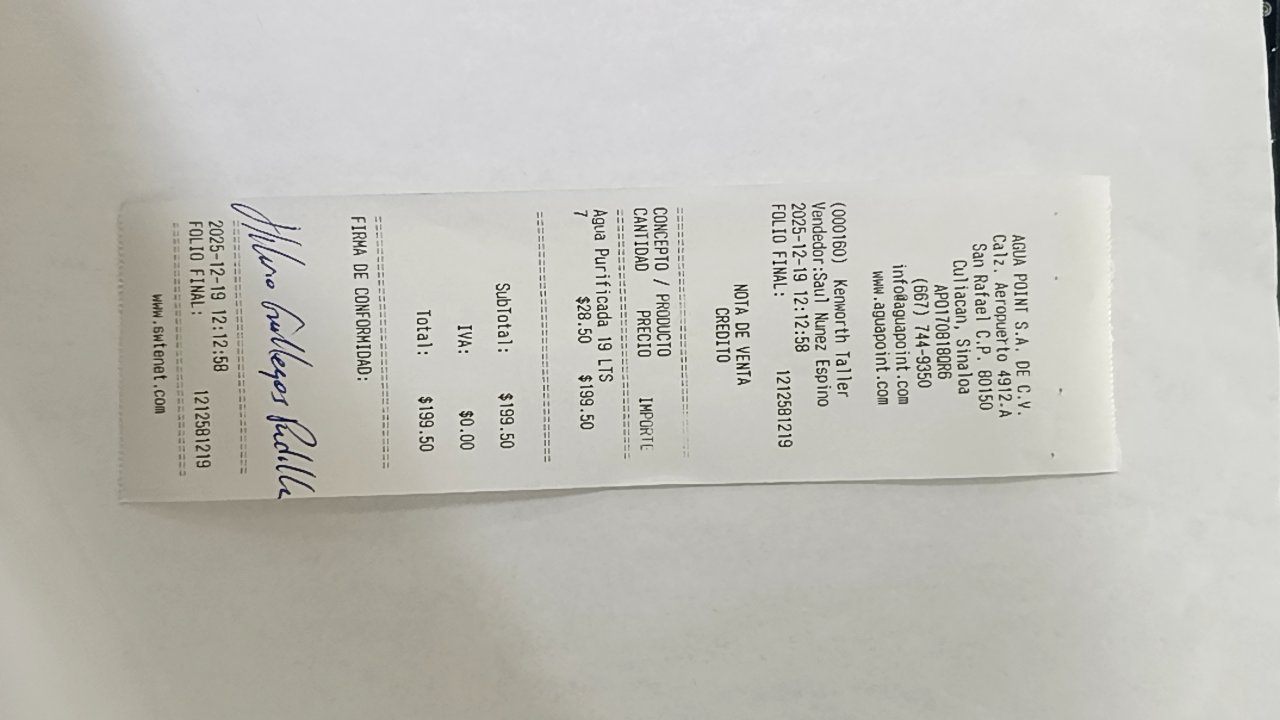 AGUA POINT S.A. DE C.V.
Calz. Aeropuerto 4912-A
San Rafael C.P. 80150
Culiacan, Sinaloa
APO170818QR6
(667) 744-9350
info@aguapoint.com
www.aguapoint.com
(000160) Kenworth Taller
Vendedor:Saul Nunez Espino
2025-12-19 12:12:58
FOLIO FINAL: 1212581219
NOTA DE VENTA
CREDITO
==============================
CONCEPTO / PRODUCTO
CANTIDAD PRECIO IMPORTE
==============================
Agua Purificada 19 LTS
7 $28.50 $199.50
==============================
SubTotal: $199.50
IVA: $0.00
Total: $199.50
==============================
FIRMA DE CONFORMIDAD:
Gallegos Padilla
==============================
2025-12-19 12:12:58
FOLIO FINAL: 1212581219
==============================
www.swtenet.com